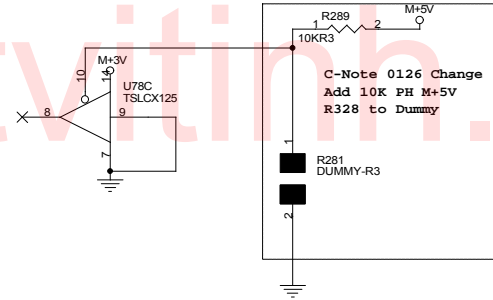 tvitinh.
R289
M+5V
1
2
10KR3
10
M+3V
14
U78C
TSLCX125
8
9
7
C-Note 0126 Change
Add 10K PH M+5V
R328 to Dummy
1
R281
DUMMY-R3
2